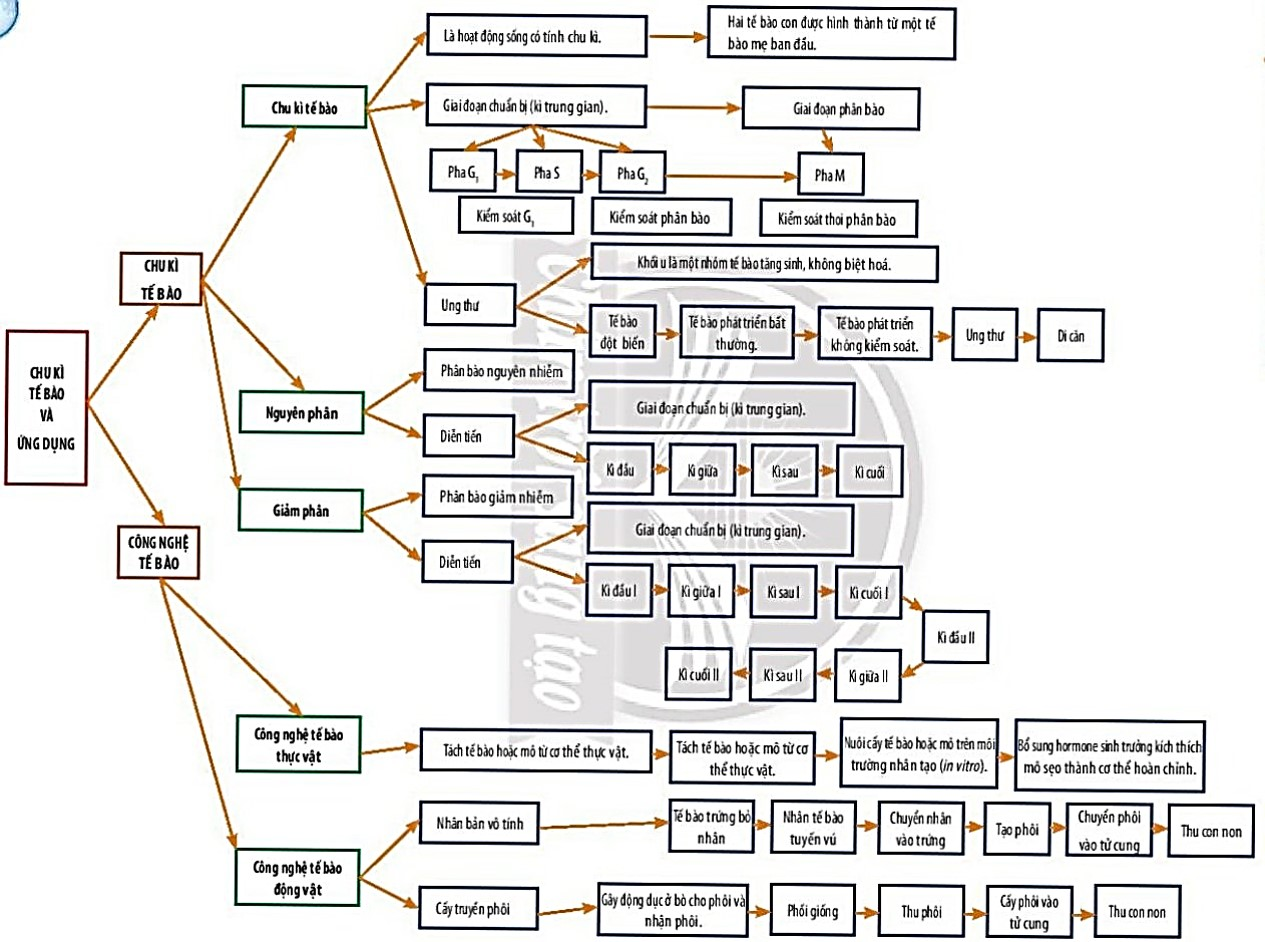 Là hoạt động sống có tính chu kì.
Hai tế bào con được hình thành từ một tế
bào mẹ ban đầu.
Chu kì tế bào
Giai đoạn chuẩn bị (kì trung gian).
Giai đoạn phân bào
Pha G₁
Pha S
Pha G₂
Pha M
Kiểm soát G₁
Kiểm soát phân bào
Kiểm soát thoi phân bào
CHU KÌ
TẾ BÀO
Khối u là một nhóm tế bào tăng sinh, không biệt hoá.
Ung thư
Tế bào
đột biến
Tế bào phát triển bất
thường.
Tế bào phát triển
không kiểm soát.
Ung thư
Di căn
CHU KÌ
TẾ BÀO
VÀ
ỨNG DỤNG
Phân bào nguyên nhiễm
Nguyên phân
Giai đoạn chuẩn bị (kì trung gian).
Diễn tiến
Kì đầu
Kì giữa
Kì sau
Kì cuối
Phân bào giảm nhiễm
Giảm phân
Giai đoạn chuẩn bị (kì trung gian).
Diễn tiến
Kì đầu I
Kì giữa I
Kì sau I
Kì cuối I
Kì đầu II
Kì cuối II
Kì sau II
Kì giữa II
CÔNG NGHỆ
TẾ BÀO
Công nghệ tế bào
thực vật
Tách tế bào hoặc mô từ cơ thể thực vật.
Tách tế bào hoặc mô từ cơ
thể thực vật.
Nuôi cấy tế bào hoặc mô trên môi
trường nhân tạo (in vitro).
Bổ sung hormone sinh trưởng kích thích
mô sẹo thành cơ thể hoàn chỉnh.
Nhân bản vô tính
Tế bào trứng bỏ
nhân
Nhân tế bào
tuyến vú
Chuyển nhân
vào trứng
Tạo phôi
Chuyển phôi
vào tử cung
Thu con non
Công nghệ tế bào
động vật
Cấy truyền phôi
Gây động dục ở bò cho phôi và
nhận phôi.
Phối giống
Thu phôi
Cấy phôi vào
tử cung
Thu con non
tạo